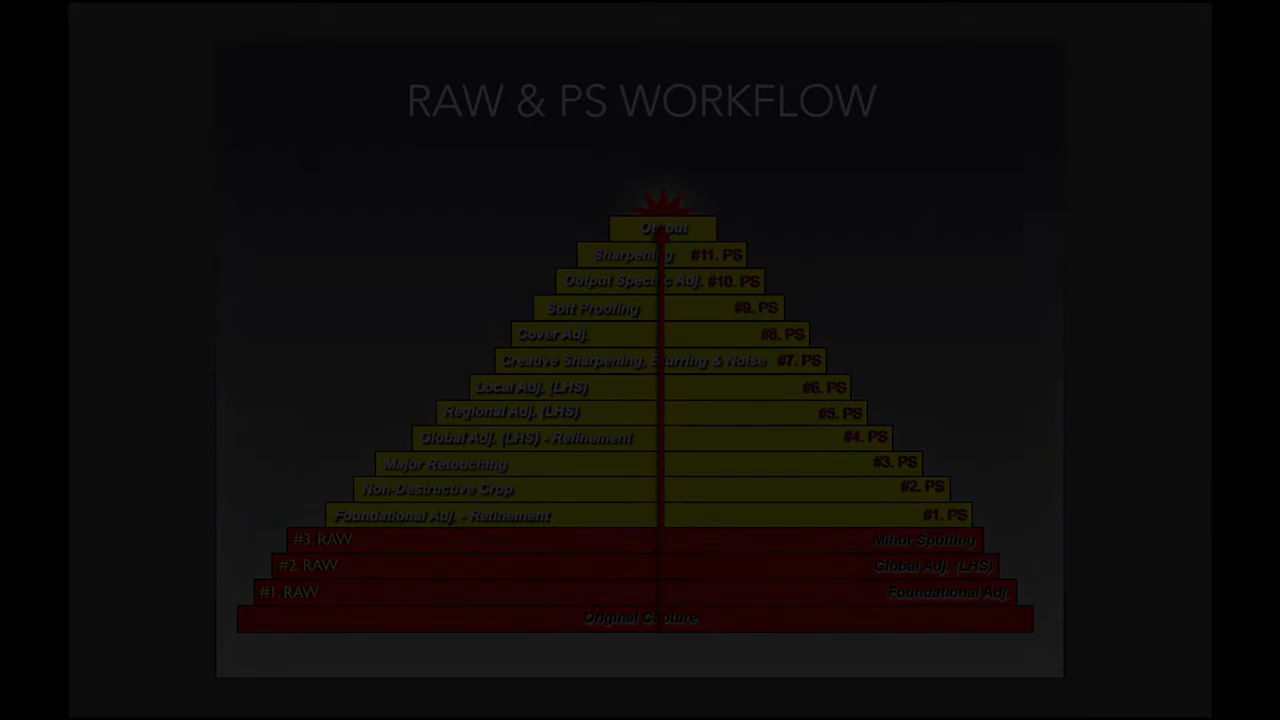 RAW & PS WORKFLOW
Output
Sharpening #11. PS
Output Specific Adj. #10. PS
Soft Proofing #9. PS
Cover Adj. #8. PS
Creative Sharpening, Blurring & Noise #7. PS
Local Adj. (LHS) #6. PS
Regional Adj. (LHS) #5. PS
Global Adj. (LHS) - Refinement #4. PS
Major Retouching #3. PS
Non-Destructive Crop #2. PS
Foundational Adj. - Refinement #1. PS
#3. RAW Minor Spotting
#2. RAW Global Adj. (LHS)
#1. RAW Foundational Adj.
Original Capture